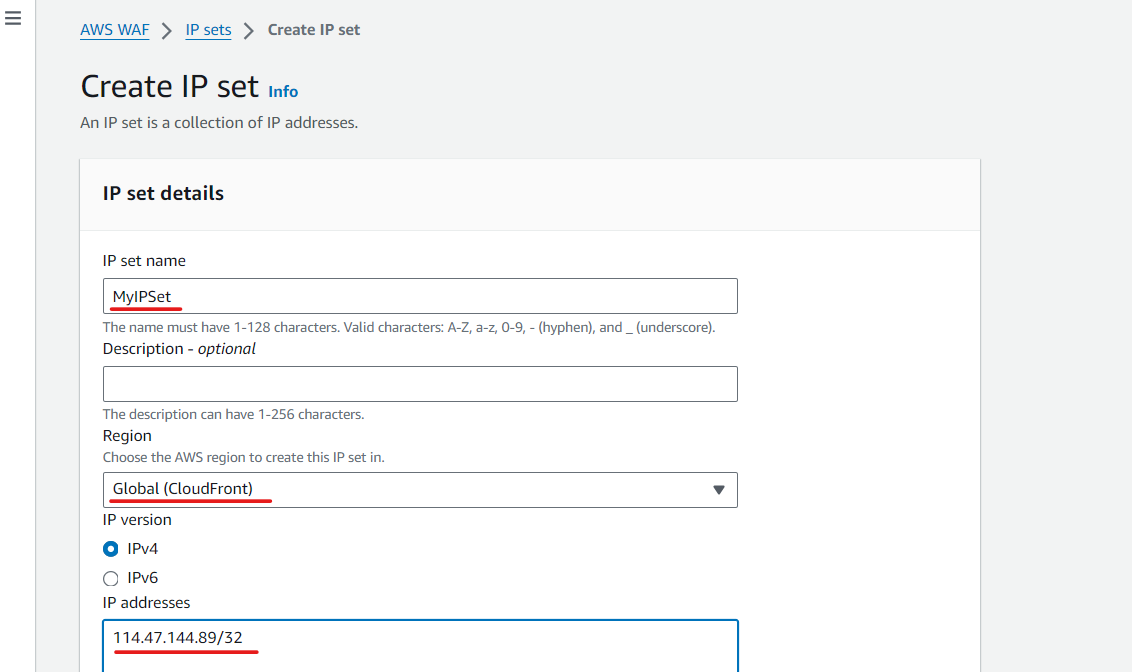 AWS WAF > IP sets > Create IP set
Create IP set Info
An IP set is a collection of IP addresses.
IP set details
IP set name
MyIPSet
The name must have 1-128 characters. Valid characters: A-Z, a-z, 0-9, - (hyphen), and _ (underscore).
Description - optional
The description can have 1-256 characters.
Region
Choose the AWS region to create this IP set in.
Global (CloudFront)
IP version
IPv4
IPv6
IP addresses
114.47.144.89/32